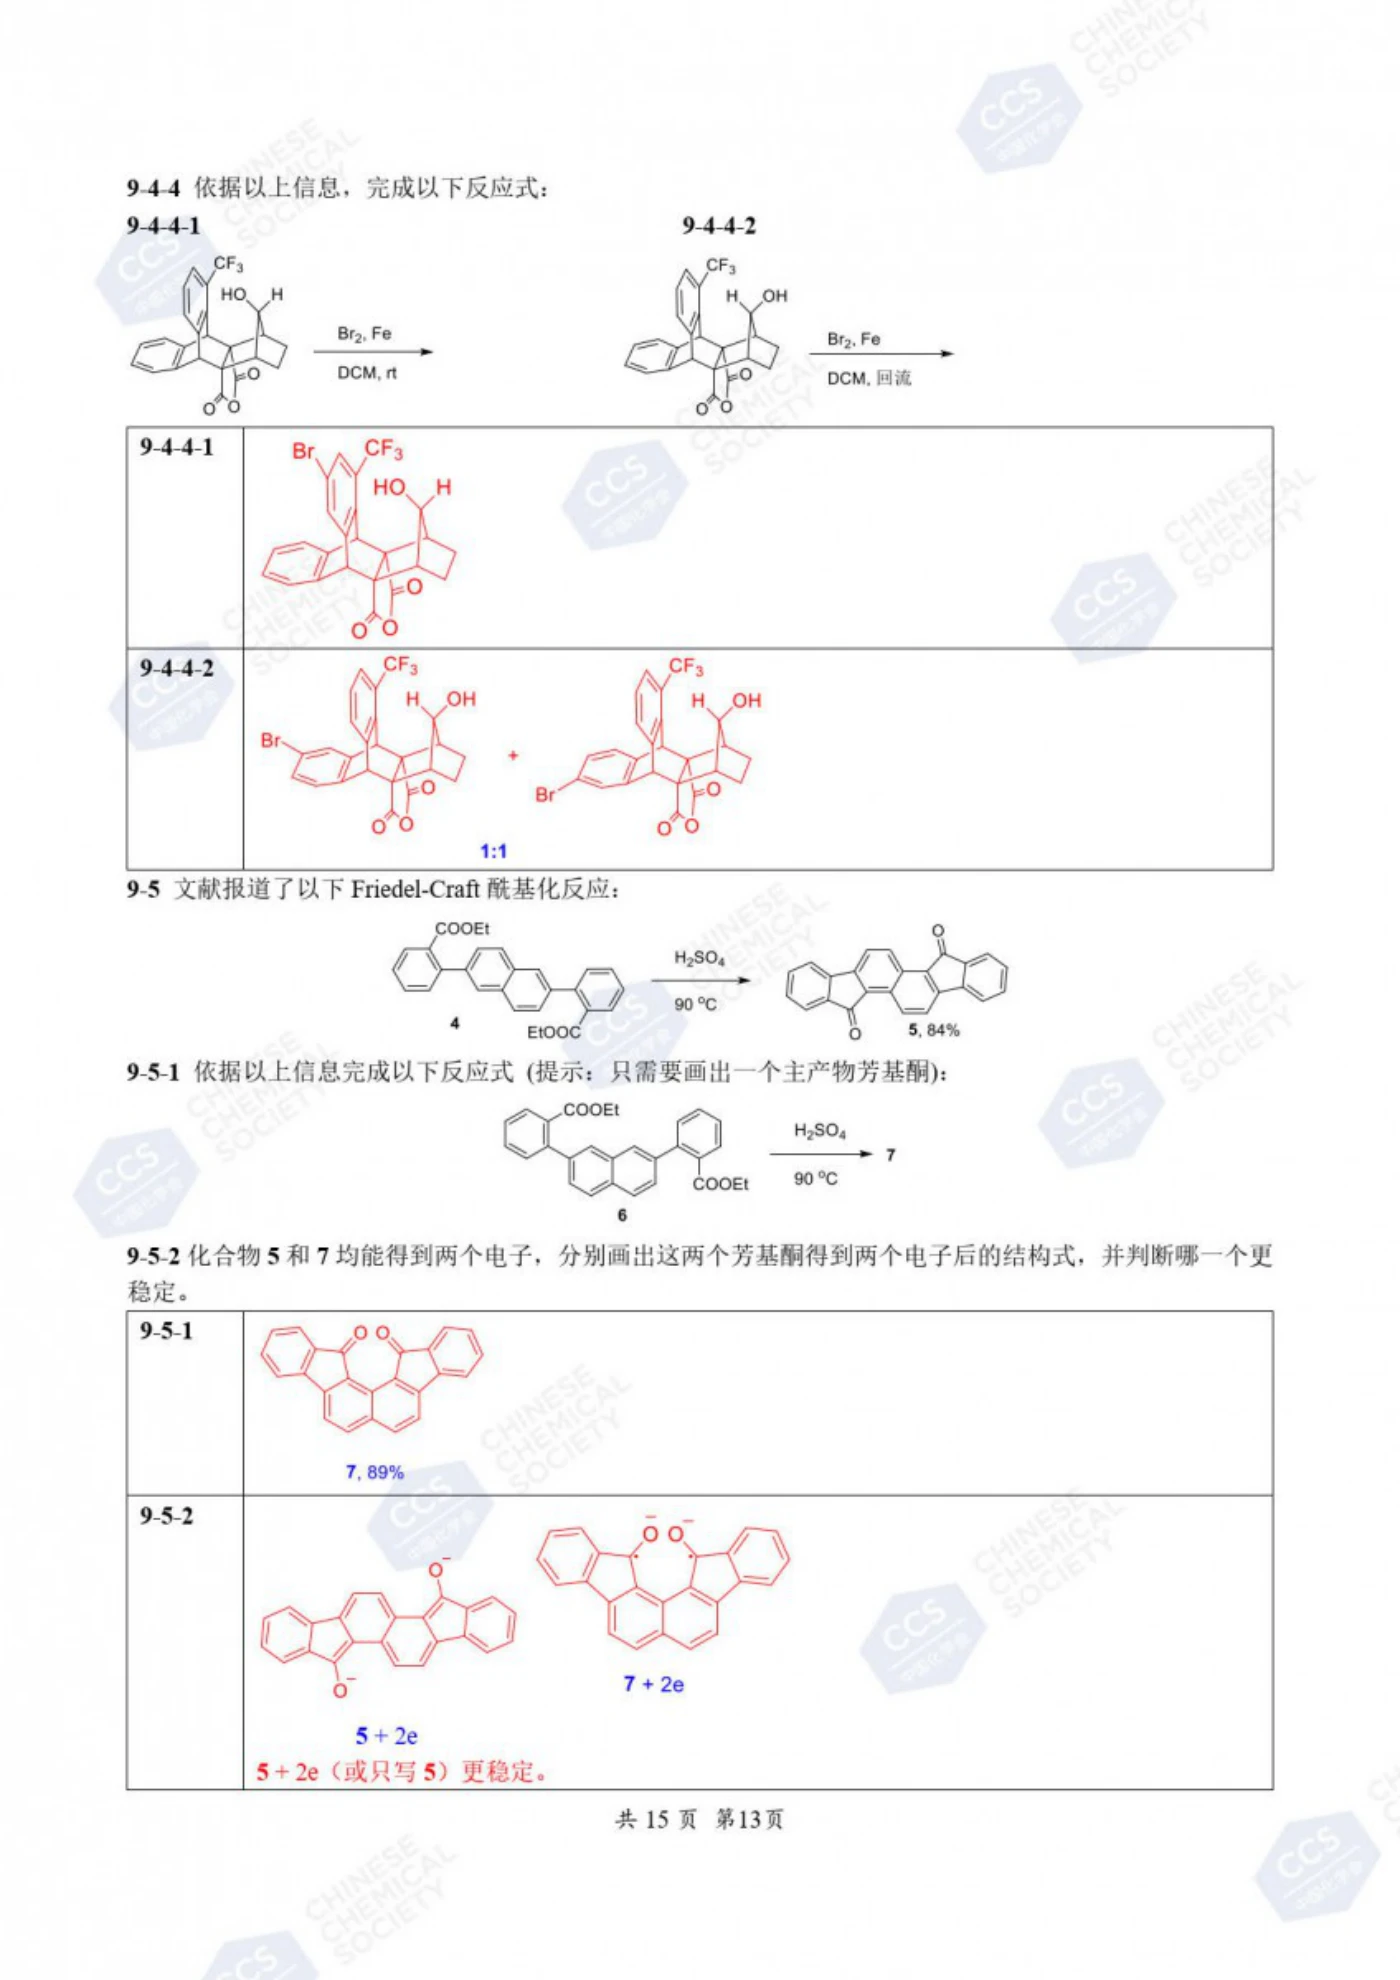 9-4-4 依据以上信息，完成以下反应式：
9-4-4-1
9-4-4-2
CF3
HO H
Br2, Fe
DCM, rt
O
O O
CF3
H OH
Br2, Fe
DCM, 回流
O
O O
9-4-4-1
Br CF3
HO H
O
O O
9-4-4-2
CF3
H OH
Br
O
O O
+
CF3
H OH
Br
O
O O
1:1
9-5 文献报道了以下 Friedel-Craft 酰基化反应：
COOEt
EtOOC
4
H2SO4
90 °C
O
O
5, 84%
9-5-1 依据以上信息完成以下反应式 (提示：只需要画出一个主产物芳基酮)：
COOEt
COOEt
6
H2SO4
90 °C
7
9-5-2 化合物 5 和 7 均能得到两个电子，分别画出这两个芳基酮得到两个电子后的结构式，并判断哪一个更
稳定。
9-5-1
O O
7, 89%
9-5-2
O−
O−
5 + 2e
O− O−
7 + 2e
5 + 2e（或只写 5）更稳定。
共 15 页 第13页
CCS
中国化学会
CHINESE
CHEMICAL
SOCIETY